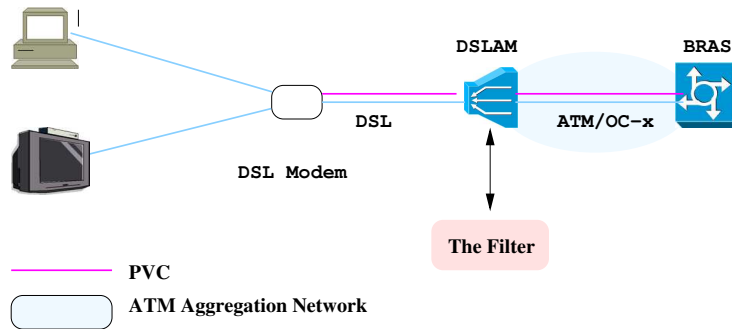 DSLAM
BRAS
DSL
ATM/OC-x
DSL Modem
The Filter
PVC
ATM Aggregation Network